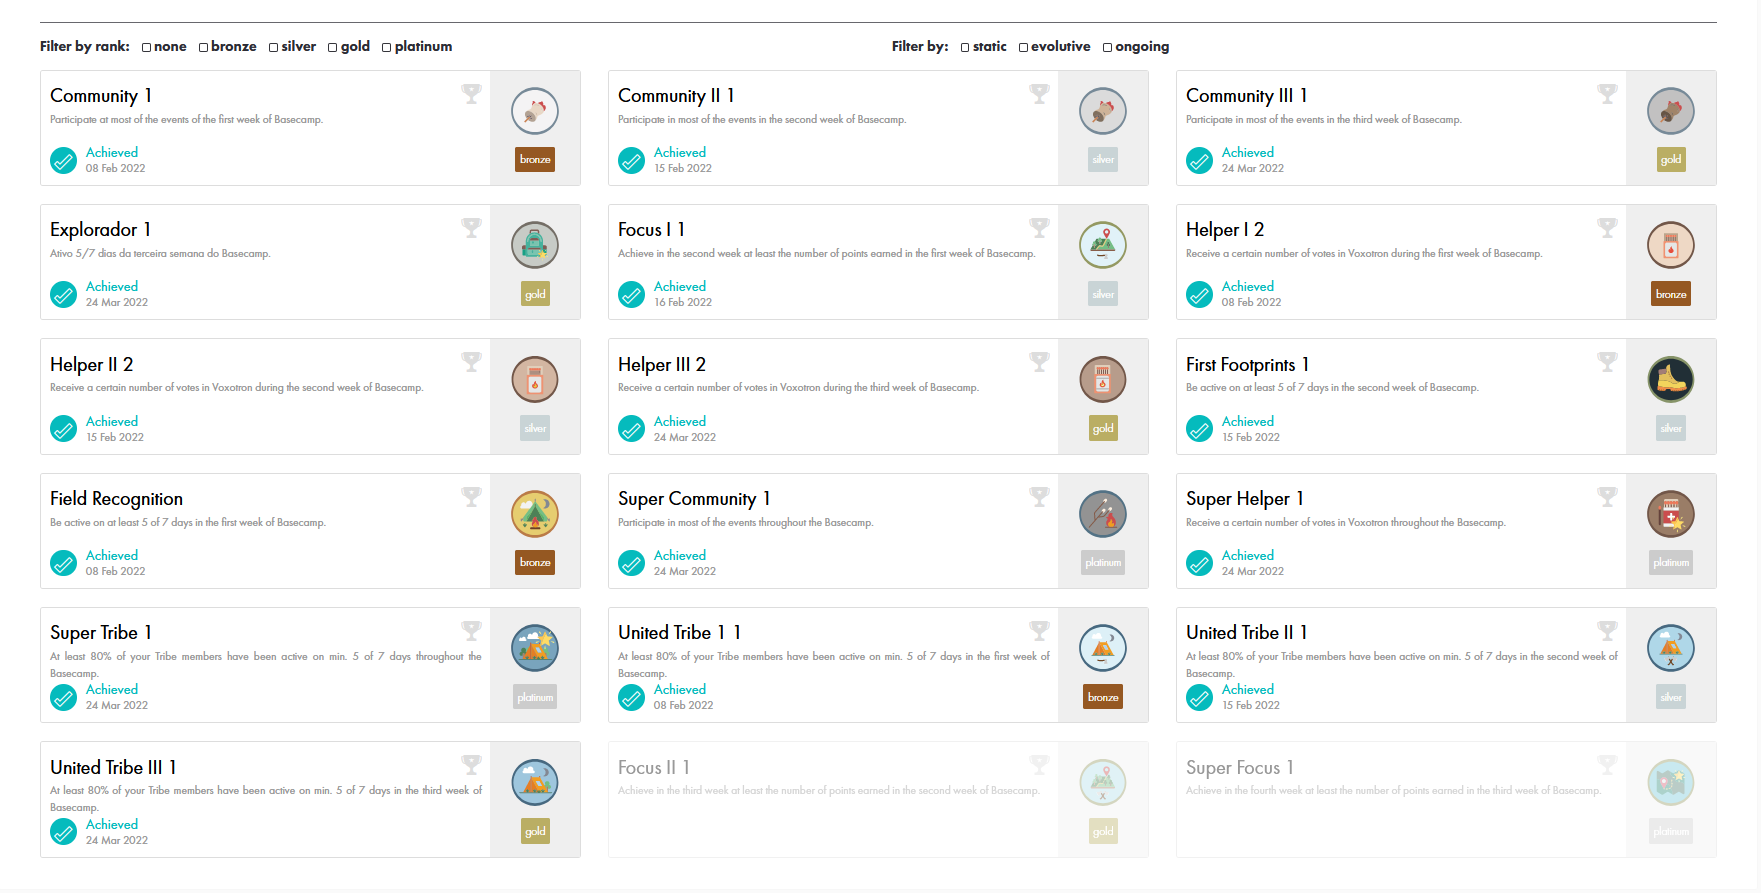 Filter by rank: none bronze silver gold platinum Filter by: static evolutive ongoing
Community 1
Participate at most of the events of the first week of Basecamp.
Achieved
08 Feb 2022
bronze
Community II 1
Participate in most of the events in the second week of Basecamp.
Achieved
15 Feb 2022
silver
Community III 1
Participate in most of the events in the third week of Basecamp.
Achieved
24 Mar 2022
gold
Explorador 1
Ativo 5/7 dias da terceira semana do Basecamp.
Achieved
24 Mar 2022
gold
Focus I 1
Achieve in the second week at least the number of points earned in the first week of Basecamp.
Achieved
16 Feb 2022
silver
Helper I 2
Receive a certain number of votes in Voxotron during the first week of Basecamp.
Achieved
08 Feb 2022
bronze
Helper II 2
Receive a certain number of votes in Voxotron during the second week of Basecamp.
Achieved
15 Feb 2022
silver
Helper III 2
Receive a certain number of votes in Voxotron during the third week of Basecamp.
Achieved
24 Mar 2022
gold
First Footprints 1
Be active on at least 5 of 7 days in the second week of Basecamp.
Achieved
15 Feb 2022
silver
Field Recognition
Be active on at least 5 of 7 days in the first week of Basecamp.
Achieved
08 Feb 2022
bronze
Super Community 1
Participate in most of the events throughout the Basecamp.
Achieved
24 Mar 2022
platinum
Super Helper 1
Receive a certain number of votes in Voxotron throughout the Basecamp.
Achieved
24 Mar 2022
platinum
Super Tribe 1
At least 80% of your Tribe members have been active on min. 5 of 7 days throughout the
Basecamp.
Achieved
24 Mar 2022
platinum
United Tribe 1 1
At least 80% of your Tribe members have been active on min. 5 of 7 days in the first week of
Basecamp.
Achieved
08 Feb 2022
bronze
United Tribe II 1
At least 80% of your Tribe members have been active on min. 5 of 7 days in the second week of
Basecamp.
Achieved
15 Feb 2022
silver
United Tribe III 1
At least 80% of your Tribe members have been active on min. 5 of 7 days in the third week of
Basecamp.
Achieved
24 Mar 2022
gold
Focus II 1
Achieve in the third week at least the number of points earned in the second week of Basecamp.
gold
Super Focus 1
Achieve in the fourth week at least the number of points earned in the third week of Basecamp.
platinum